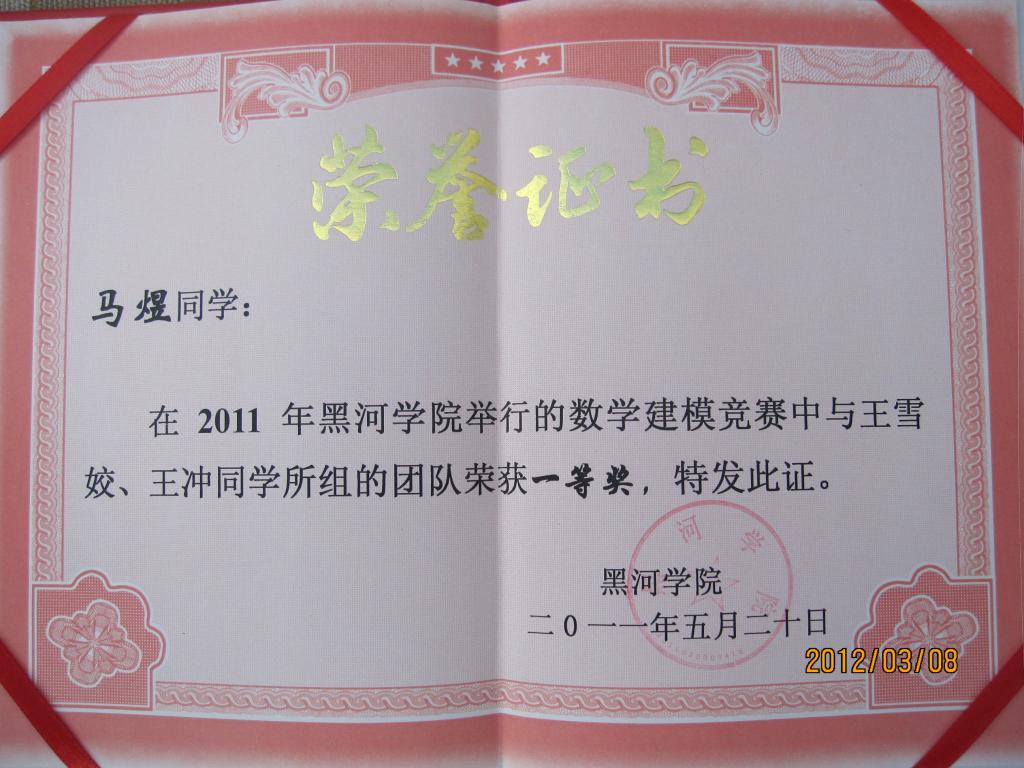 荣誉证书
马煜同学：
在 2011 年黑河学院举行的数学建模竞赛中与王雪
姣、王冲同学所组的团队荣获一等奖，特发此证。
河学院
黑河学院
二0一一年五月二十日
2012/03/08